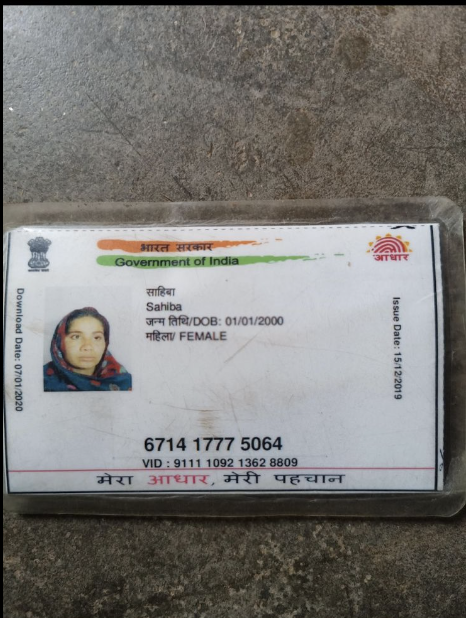 भारत सरकार
Government of India
आधार
Download Date: 07/01/2020
साहिबा
Sahiba
जन्म तिथि/DOB: 01/01/2000
महिला/ FEMALE
Issue Date: 15/12/2019
6714 1777 5064
VID : 9111 1092 1362 8809
मेरा आधार, मेरी पहचान